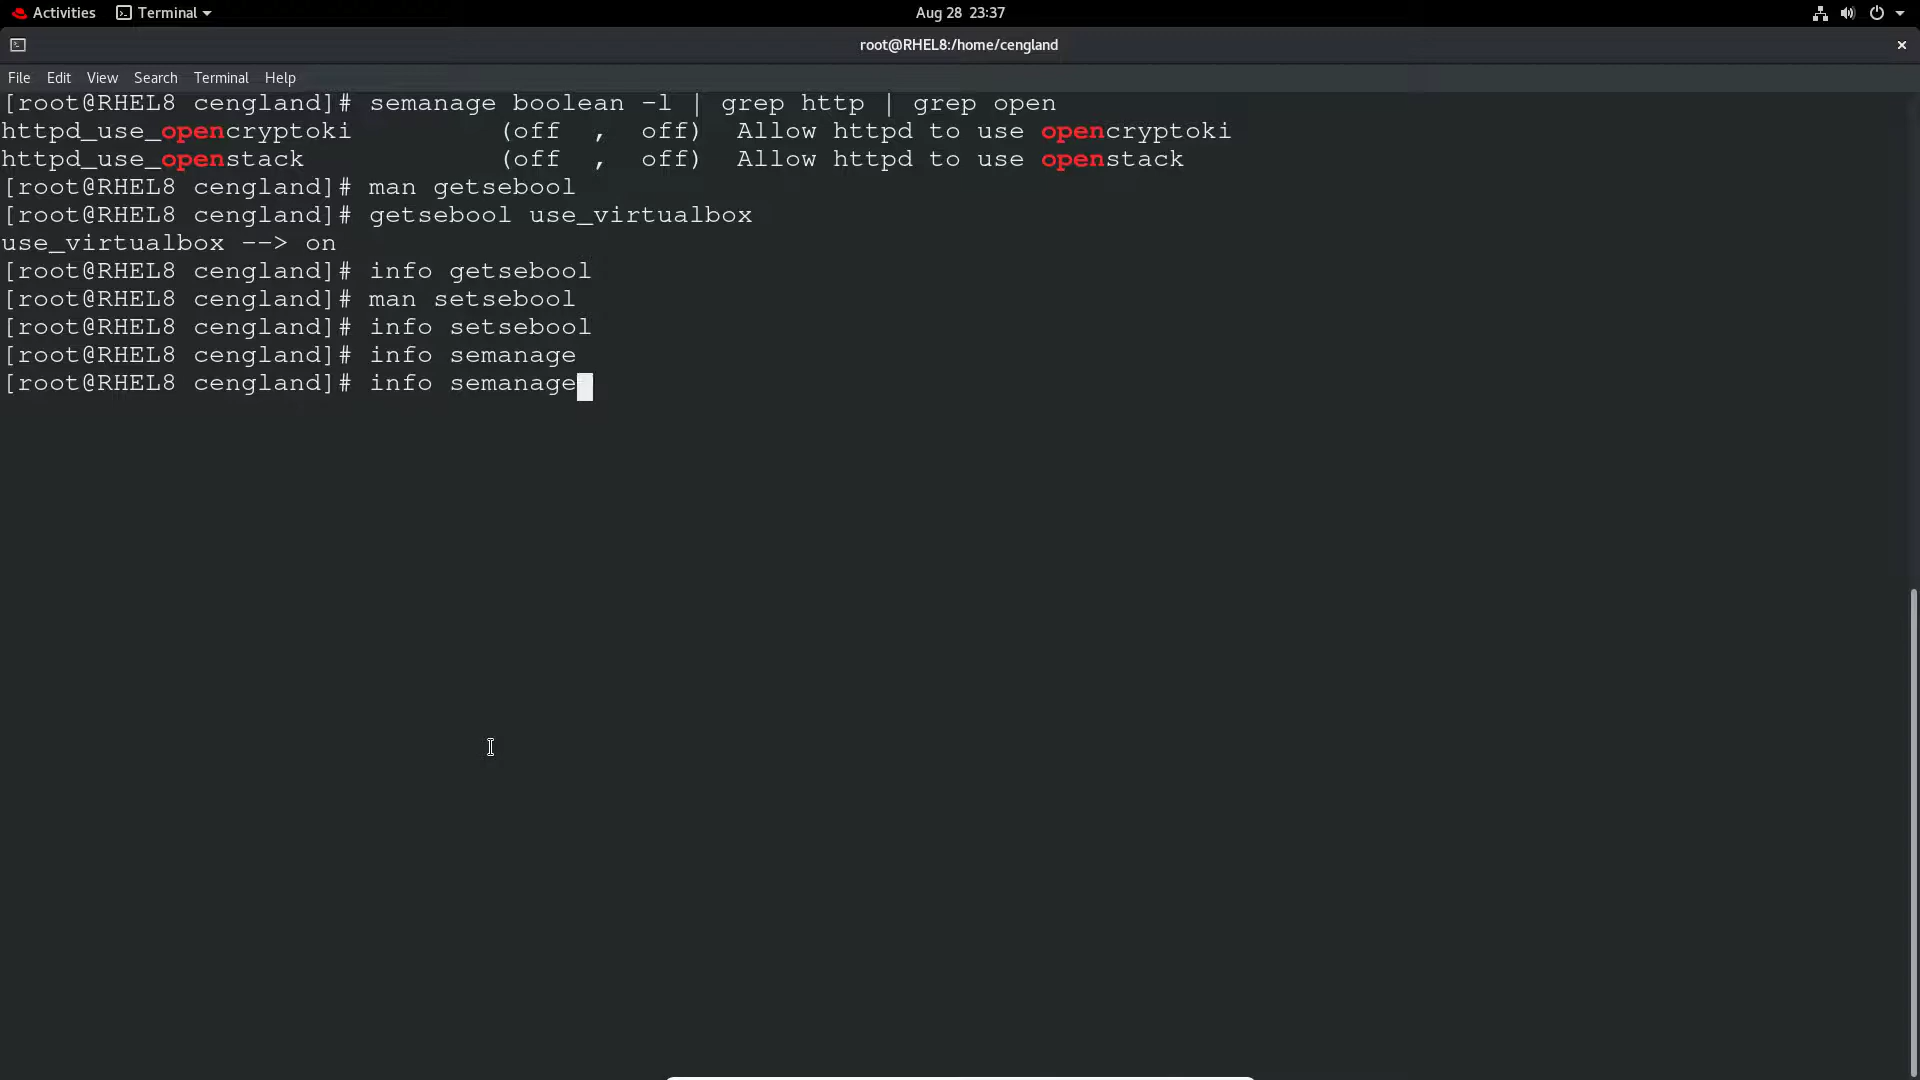 Activities Terminal Aug 28 23:37
root@RHEL8:/home/cengland ×
File Edit View Search Terminal Help
[root@RHEL8 cengland]# semanage boolean -l | grep http | grep open
httpd_use_opencryptoki (off , off) Allow httpd to use opencryptoki
httpd_use_openstack (off , off) Allow httpd to use openstack
[root@RHEL8 cengland]# man getsebool
[root@RHEL8 cengland]# getsebool use_virtualbox
use_virtualbox --> on
[root@RHEL8 cengland]# info getsebool
[root@RHEL8 cengland]# man setsebool
[root@RHEL8 cengland]# info setsebool
[root@RHEL8 cengland]# info semanage
[root@RHEL8 cengland]# info semanage